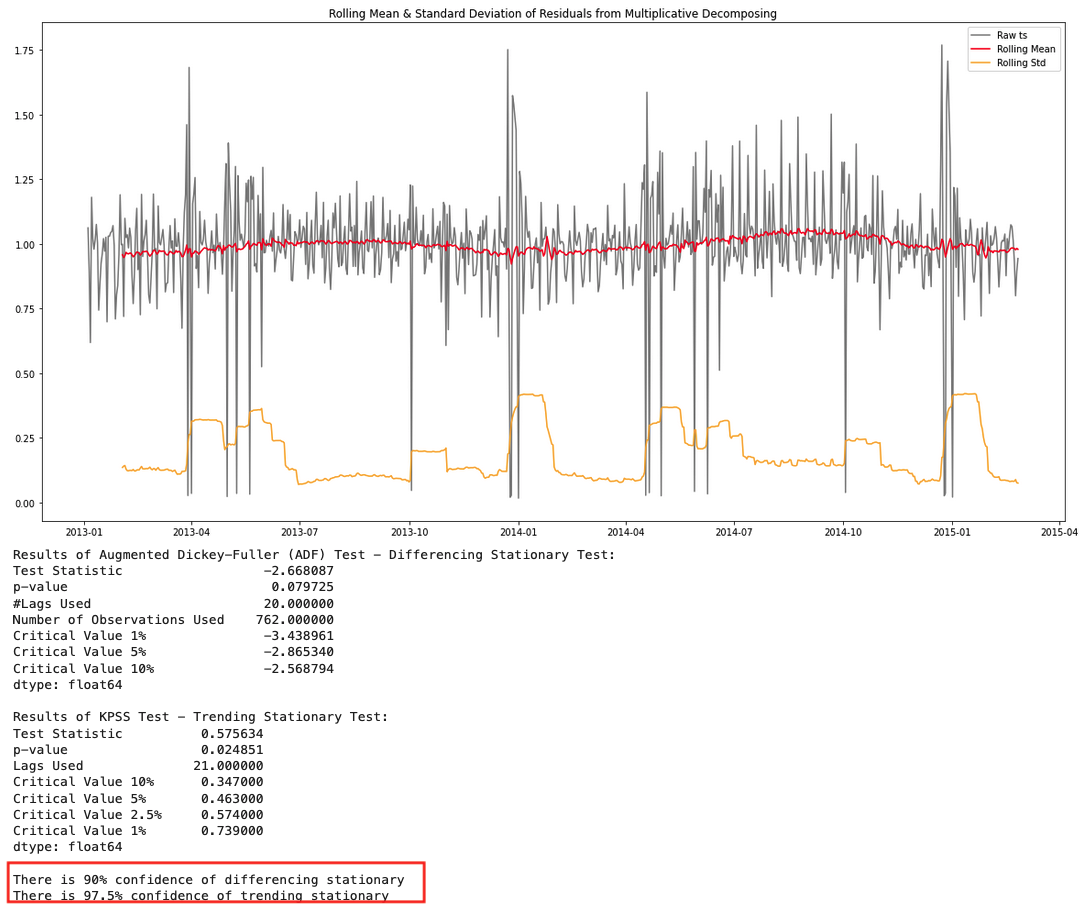 Rolling Mean & Standard Deviation of Residuals from Multiplicative Decomposing
Raw ts
Rolling Mean
Rolling Std
1.75
1.50
1.25
1.00
0.75
0.50
0.25
0.00
2013-01 2013-04 2013-07 2013-10 2014-01 2014-04 2014-07 2014-10 2015-01 2015-04
Results of Augmented Dickey-Fuller (ADF) Test - Differencing Stationary Test:
Test Statistic -2.668087
p-value 0.079725
#Lags Used 20.000000
Number of Observations Used 762.000000
Critical Value 1% -3.438961
Critical Value 5% -2.865340
Critical Value 10% -2.568794
dtype: float64
Results of KPSS Test - Trending Stationary Test:
Test Statistic 0.575634
p-value 0.024851
Lags Used 21.000000
Critical Value 10% 0.347000
Critical Value 5% 0.463000
Critical Value 2.5% 0.574000
Critical Value 1% 0.739000
dtype: float64
There is 90% confidence of differencing stationary
There is 97.5% confidence of trending stationary